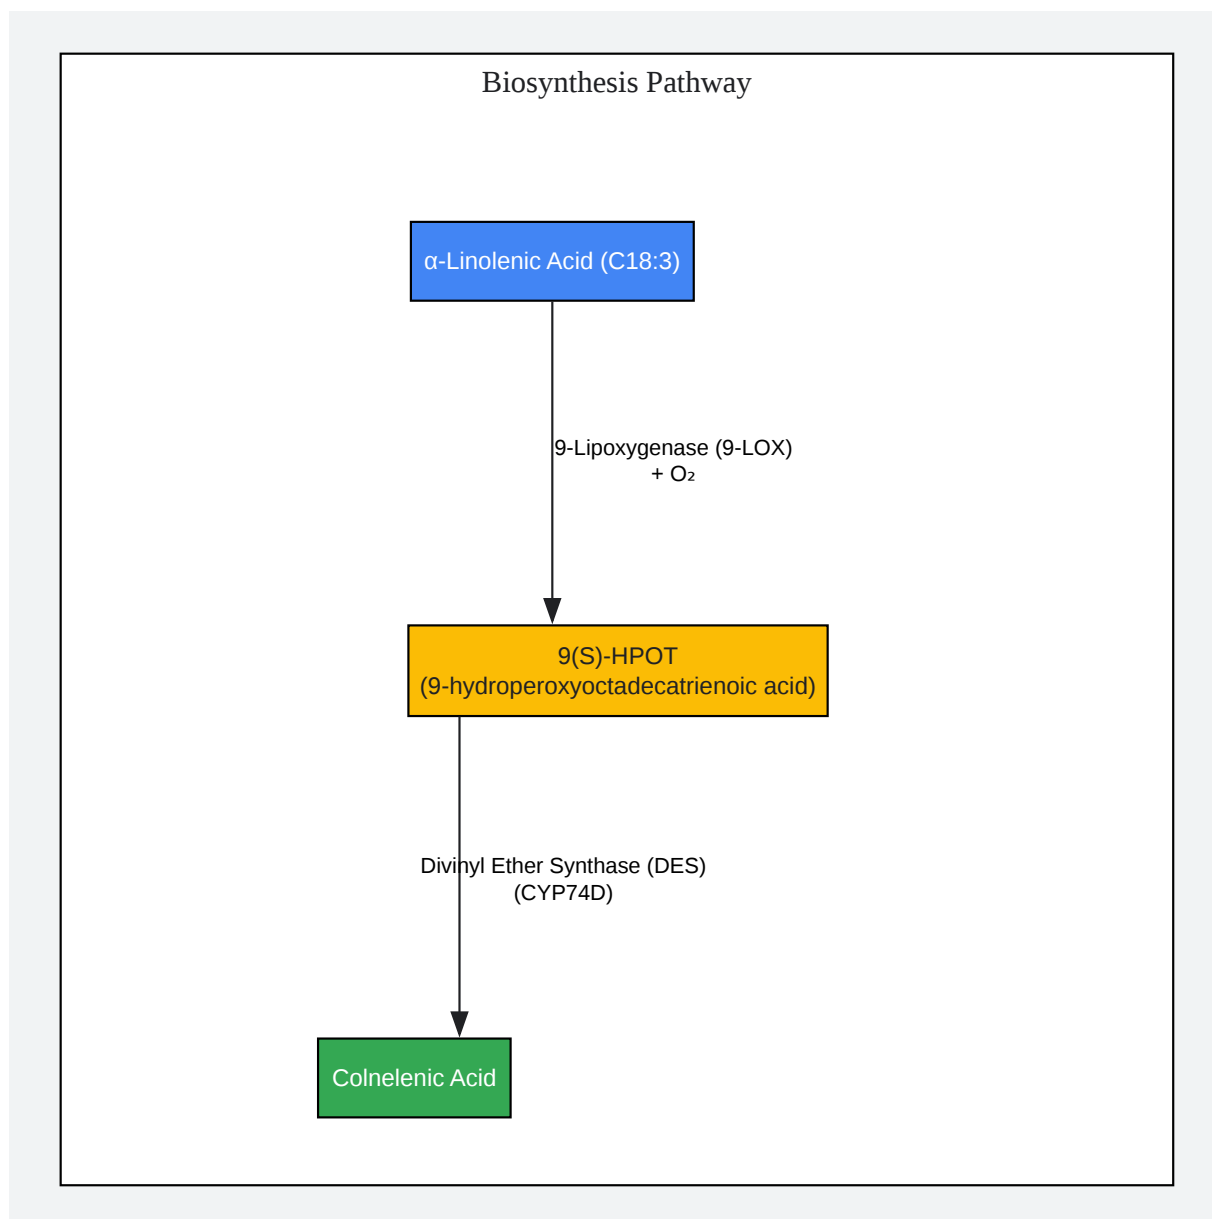 Biosynthesis Pathway
α-Linolenic Acid (C18:3)
9-Lipoxygenase (9-LOX)
+ O₂
9(S)-HPOT
(9-hydroperoxyoctadecatrienoic acid)
Divinyl Ether Synthase (DES)
(CYP74D)
Colnelenic Acid